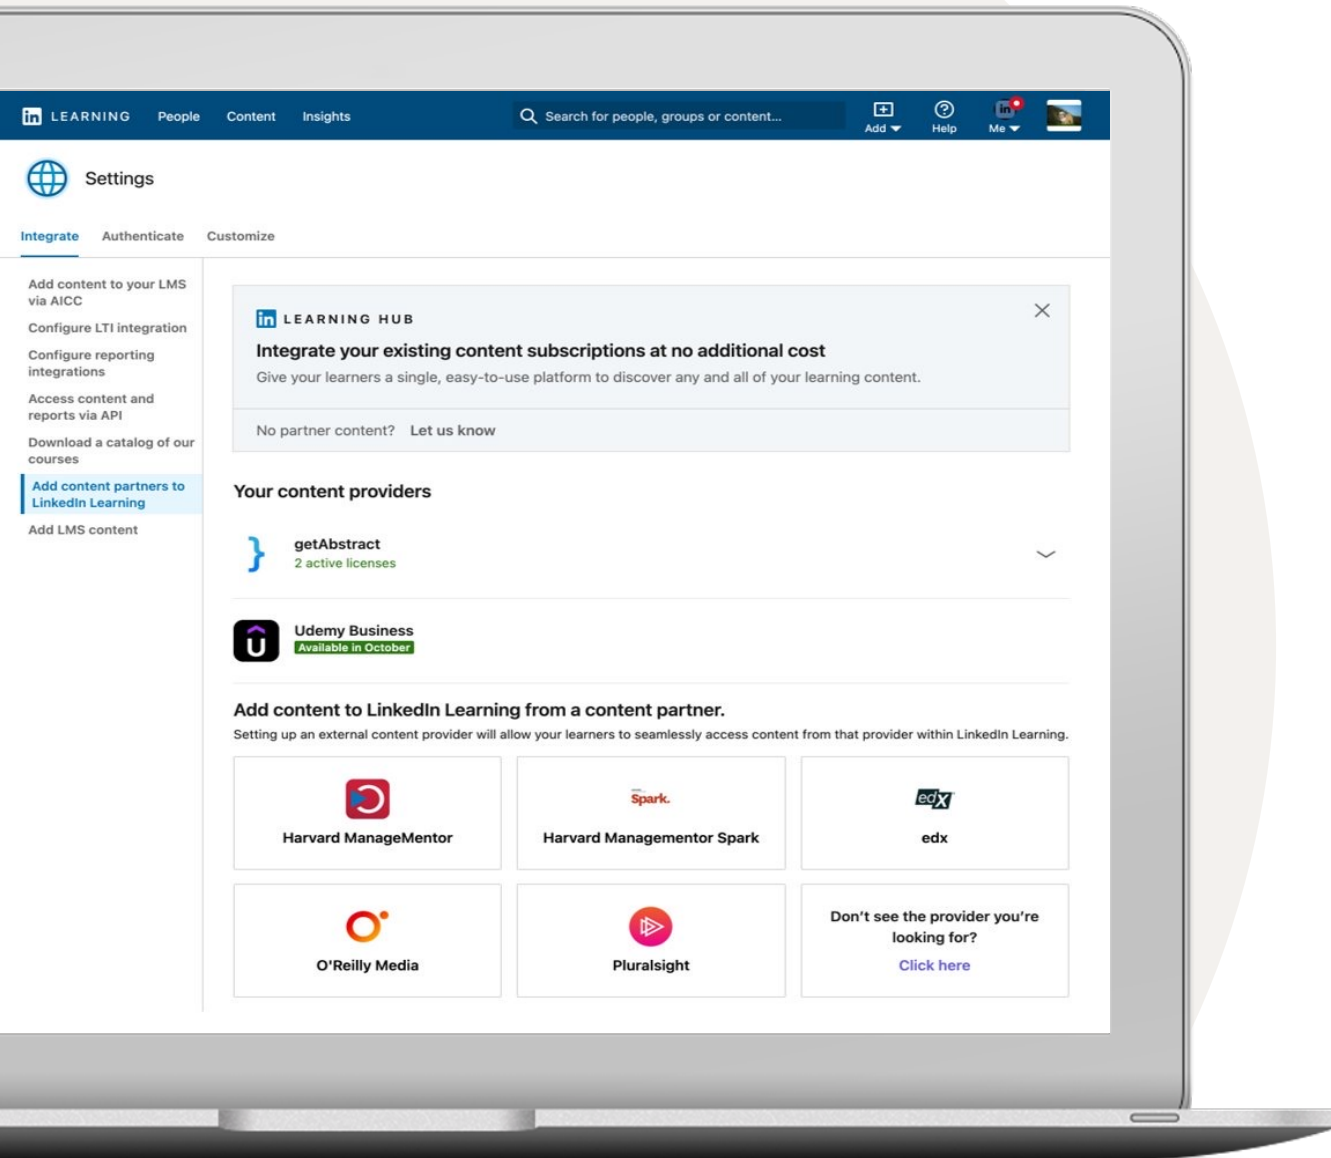 in LEARNING People Content Insights Search for people, groups or content... Add Help in Me
Settings
Integrate Authenticate Customize
Add content to your LMS
via AICC
Configure LTI integration
Configure reporting
integrations
Access content and
reports via API
Download a catalog of our
courses
Add content partners to
LinkedIn Learning
Add LMS content
in LEARNING HUB
Integrate your existing content subscriptions at no additional cost
Give your learners a single, easy-to-use platform to discover any and all of your learning content.
No partner content? Let us know
Your content providers
getAbstract
2 active licenses
Udemy Business
Available in October
Add content to LinkedIn Learning from a content partner.
Setting up an external content provider will allow your learners to seamlessly access content from that provider within LinkedIn Learning.
Harvard ManageMentor
Spark.
Harvard Managementor Spark
edX
edx
O'Reilly Media
Pluralsight
Don't see the provider you're
looking for?
Click here